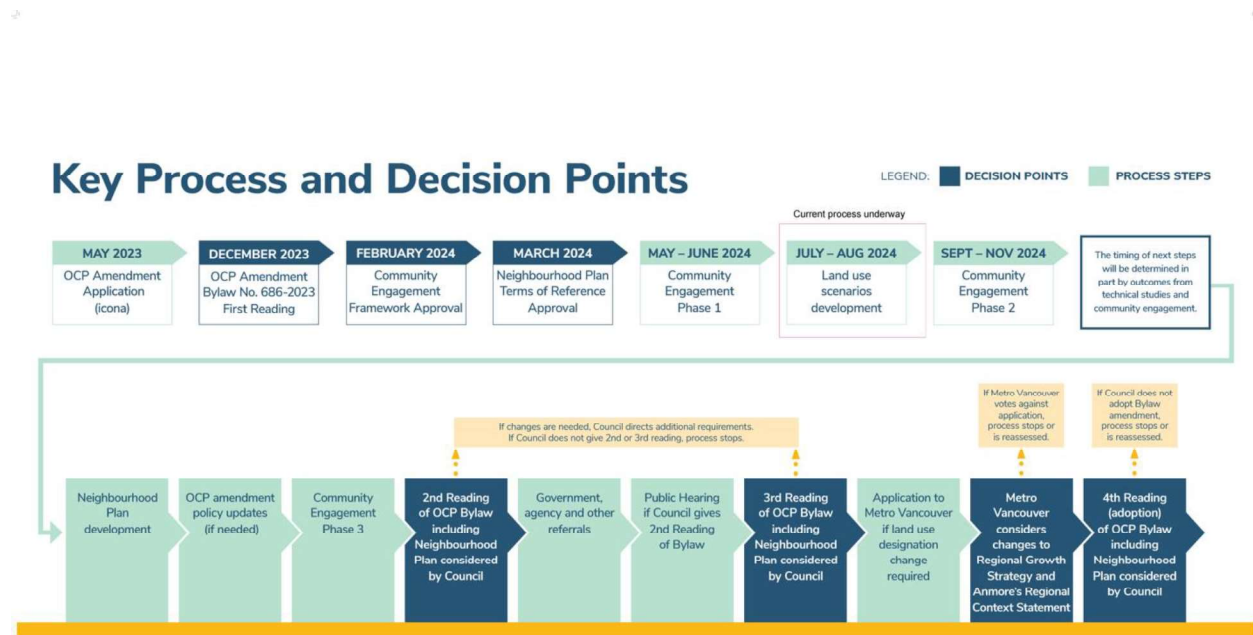 Key Process and Decision Points
LEGEND:
DECISION POINTS
PROCESS STEPS
Current process underway
MAY 2023
OCP Amendment
Application
(icona)
DECEMBER 2023
OCP Amendment
Bylaw No. 686-2023
First Reading
FEBRUARY 2024
Community
Engagement
Framework Approval
MARCH 2024
Neighbourhood Plan
Terms of Reference
Approval
MAY – JUNE 2024
Community
Engagement
Phase 1
JULY – AUG 2024
Land use
scenarios
development
SEPT – NOV 2024
Community
Engagement
Phase 2
The timing of next steps
will be determined in
part by outcomes from
technical studies and
community engagement.
If changes are needed, Council directs additional requirements.
If Council does not give 2nd or 3rd reading, process stops.
If Metro Vancouver
votes against
application,
process stops or
is reassessed.
If Council does not
adopt Bylaw
amendment,
process stops or
is reassessed.
Neighbourhood
Plan
development
OCP amendment
policy updates
(if needed)
Community
Engagement
Phase 3
2nd Reading
of OCP Bylaw
including
Neighbourhood
Plan considered
by Council
Government,
agency and other
referrals
Public Hearing
if Council gives
2nd Reading
of Bylaw
3rd Reading
of OCP Bylaw
including
Neighbourhood
Plan considered
by Council
Application to
Metro Vancouver
if land use
designation
change
required
Metro
Vancouver
considers
changes to
Regional Growth
Strategy and
Anmore's Regional
Context Statement
4th Reading
(adoption)
of OCP Bylaw
including
Neighbourhood
Plan considered
by Council